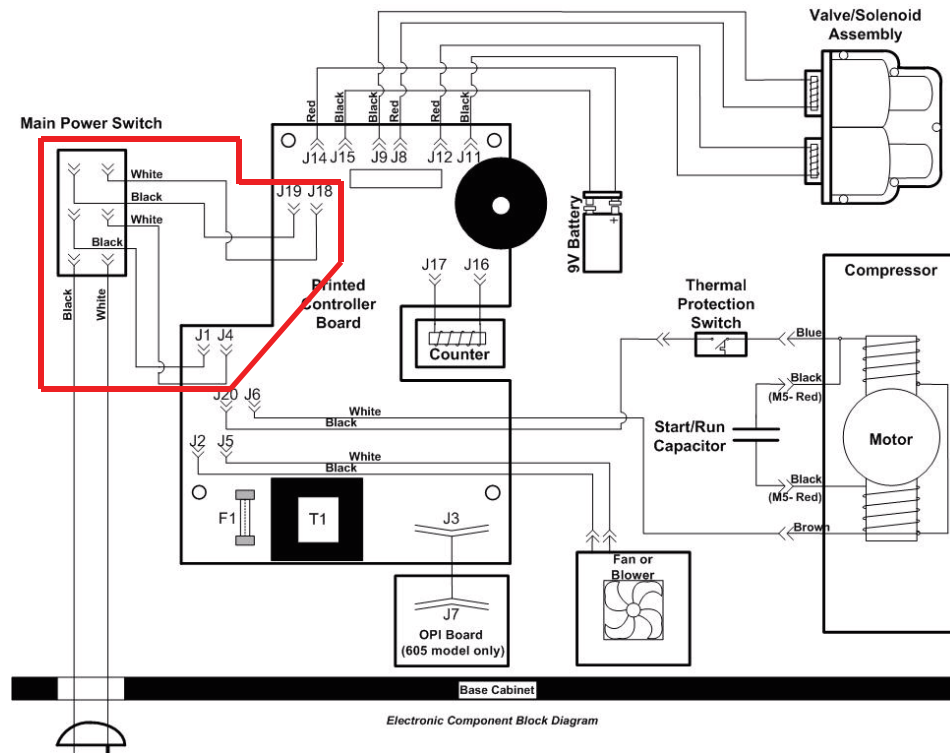 Valve/Solenoid
Assembly
Main Power Switch
Red
Black
Black
Red
Red
Black
J14
J15
J9
J8
J12
J11
White
Black
White
Black
J19
J18
9V Battery
+
J17
J16
Counter
Printed
Controller
Board
Black
White
J1
J4
Thermal
Protection
Switch
Compressor
Blue
Black
(M5- Red)
Start/Run
Capacitor
Motor
Black
(M5- Red)
Brown
J20
J6
White
Black
J2
J5
White
Black
F1
T1
J3
J7
OPI Board
(605 model only)
Fan or
Blower
Base Cabinet
Electronic Component Block Diagram